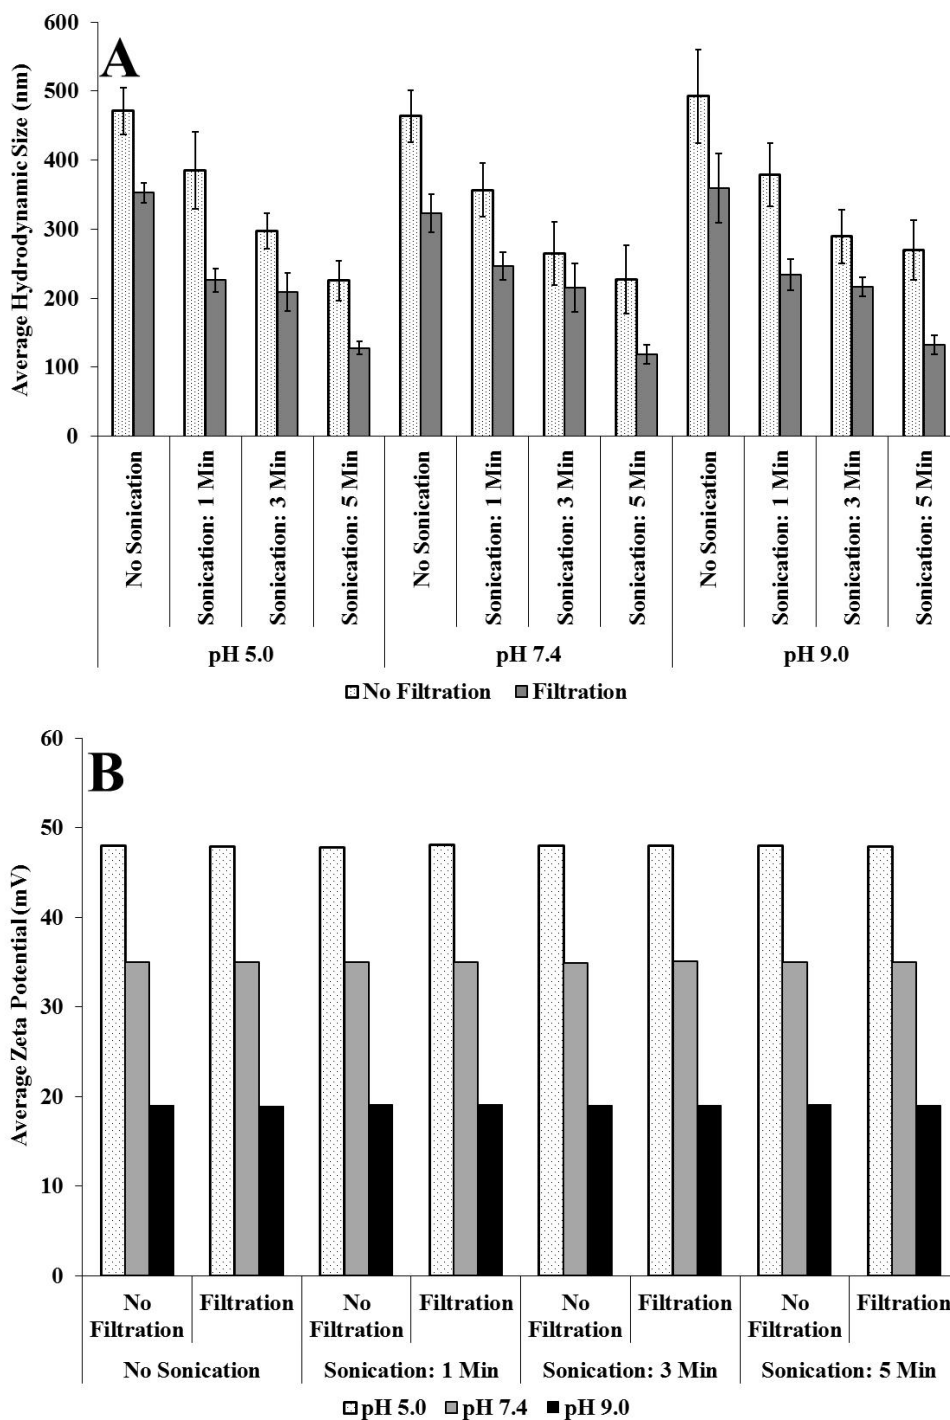 A
Average Hydrodynamic Size (nm)
600
500
400
300
200
100
0
No Sonication
Sonication: 1 Min
Sonication: 3 Min
Sonication: 5 Min
No Sonication
Sonication: 1 Min
Sonication: 3 Min
Sonication: 5 Min
No Sonication
Sonication: 1 Min
Sonication: 3 Min
Sonication: 5 Min
pH 5.0 pH 7.4 pH 9.0
No Filtration Filtration
B
Average Zeta Potential (mV)
60
50
40
30
20
10
0
No Filtration No Filtration No Filtration No Filtration
Filtration Filtration Filtration Filtration
No Sonication Sonication: 1 Min Sonication: 3 Min Sonication: 5 Min
pH 5.0 pH 7.4 pH 9.0